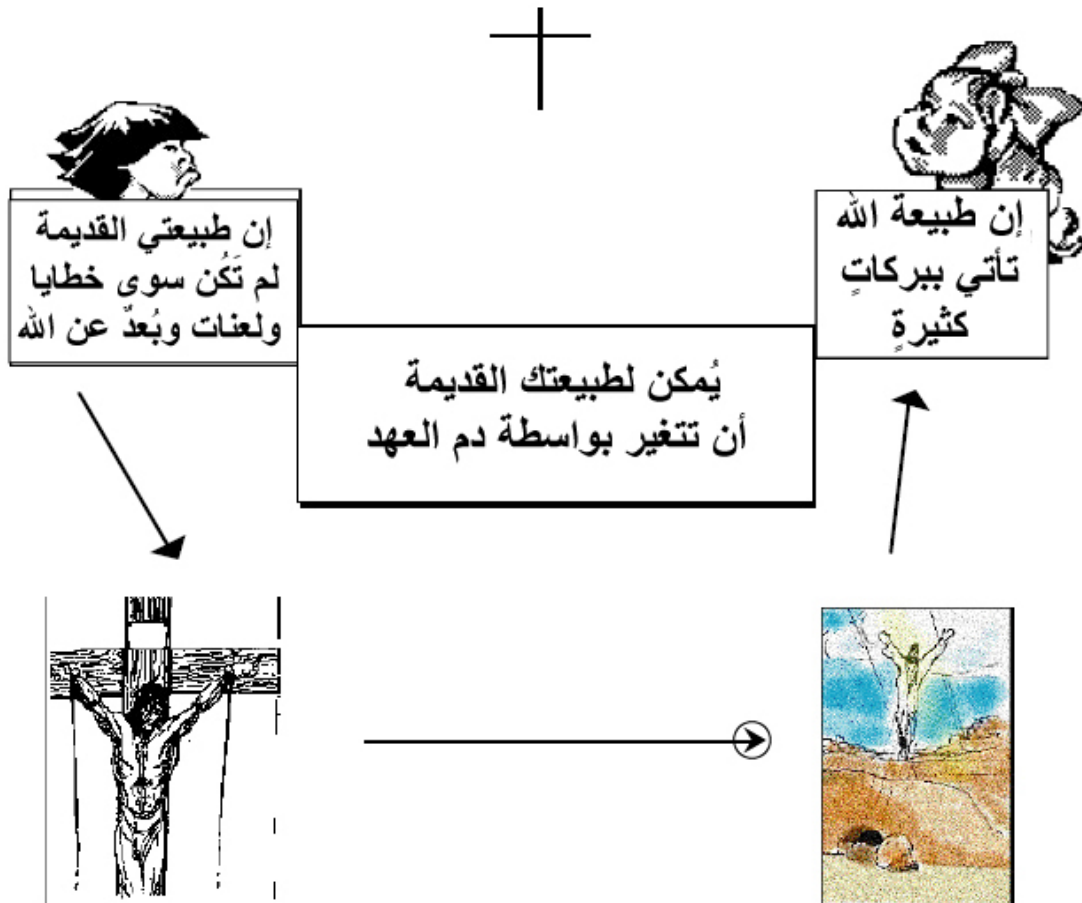 إن طبيعة الله
تأتي ببركاتٍ
كثيرةٍ
إن طبيعتي القديمة
لم تَكُن سوى خطايا
ولعنات وبُعدٌ عن الله
يُمكن لطبيعتك القديمة
أن تتغير بواسطة دم العهد